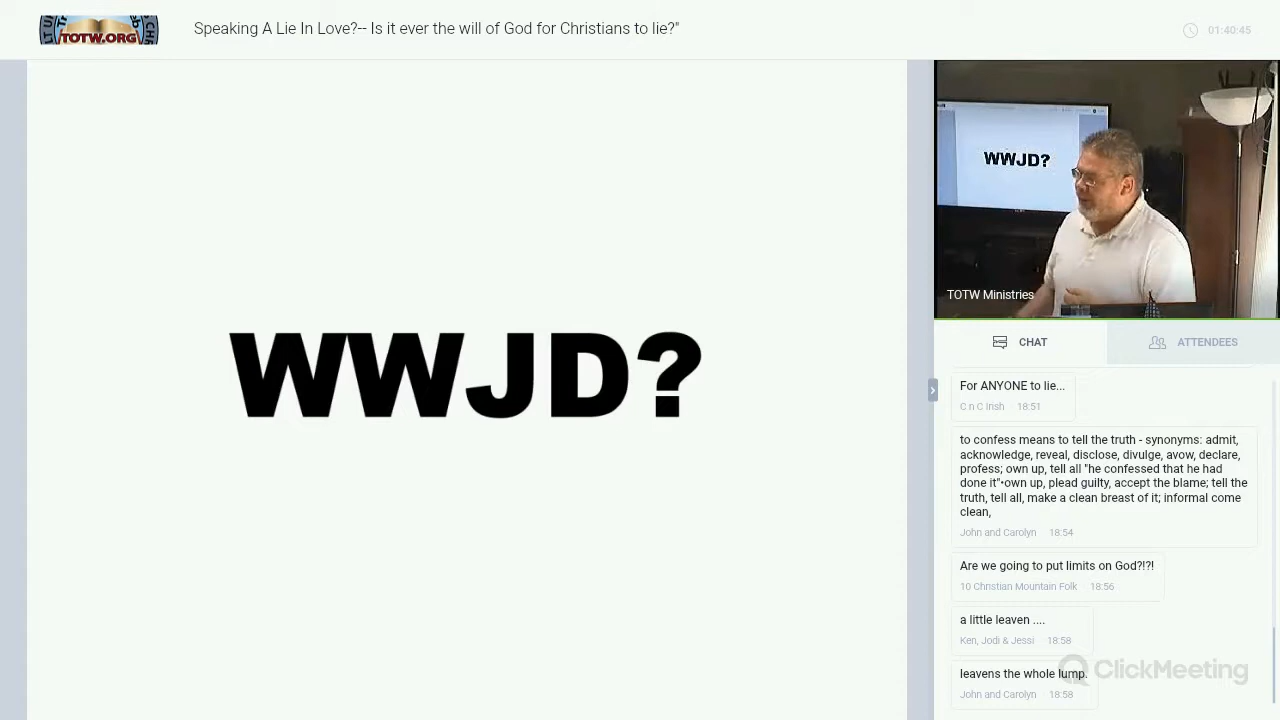 TOTW.ORG
Speaking A Lie In Love?-- Is it ever the will of God for Christians to lie?"
01:40:45
WWJD?
WWJD?
TOTW Ministries
CHAT
ATTENDEES
For ANYONE to lie...
C n C Irish 18:51
to confess means to tell the truth - synonyms: admit,
acknowledge, reveal, disclose, divulge, avow, declare,
profess; own up, tell all "he confessed that he had
done it"•own up, plead guilty, accept the blame; tell the
truth, tell all, make a clean breast of it; informal come
clean,
John and Carolyn 18:54
Are we going to put limits on God?!?!
10 Christian Mountain Folk 18:56
a little leaven ....
Ken, Jodi & Jessi 18:58
leavens the whole lump.
John and Carolyn 18:58
ClickMeeting